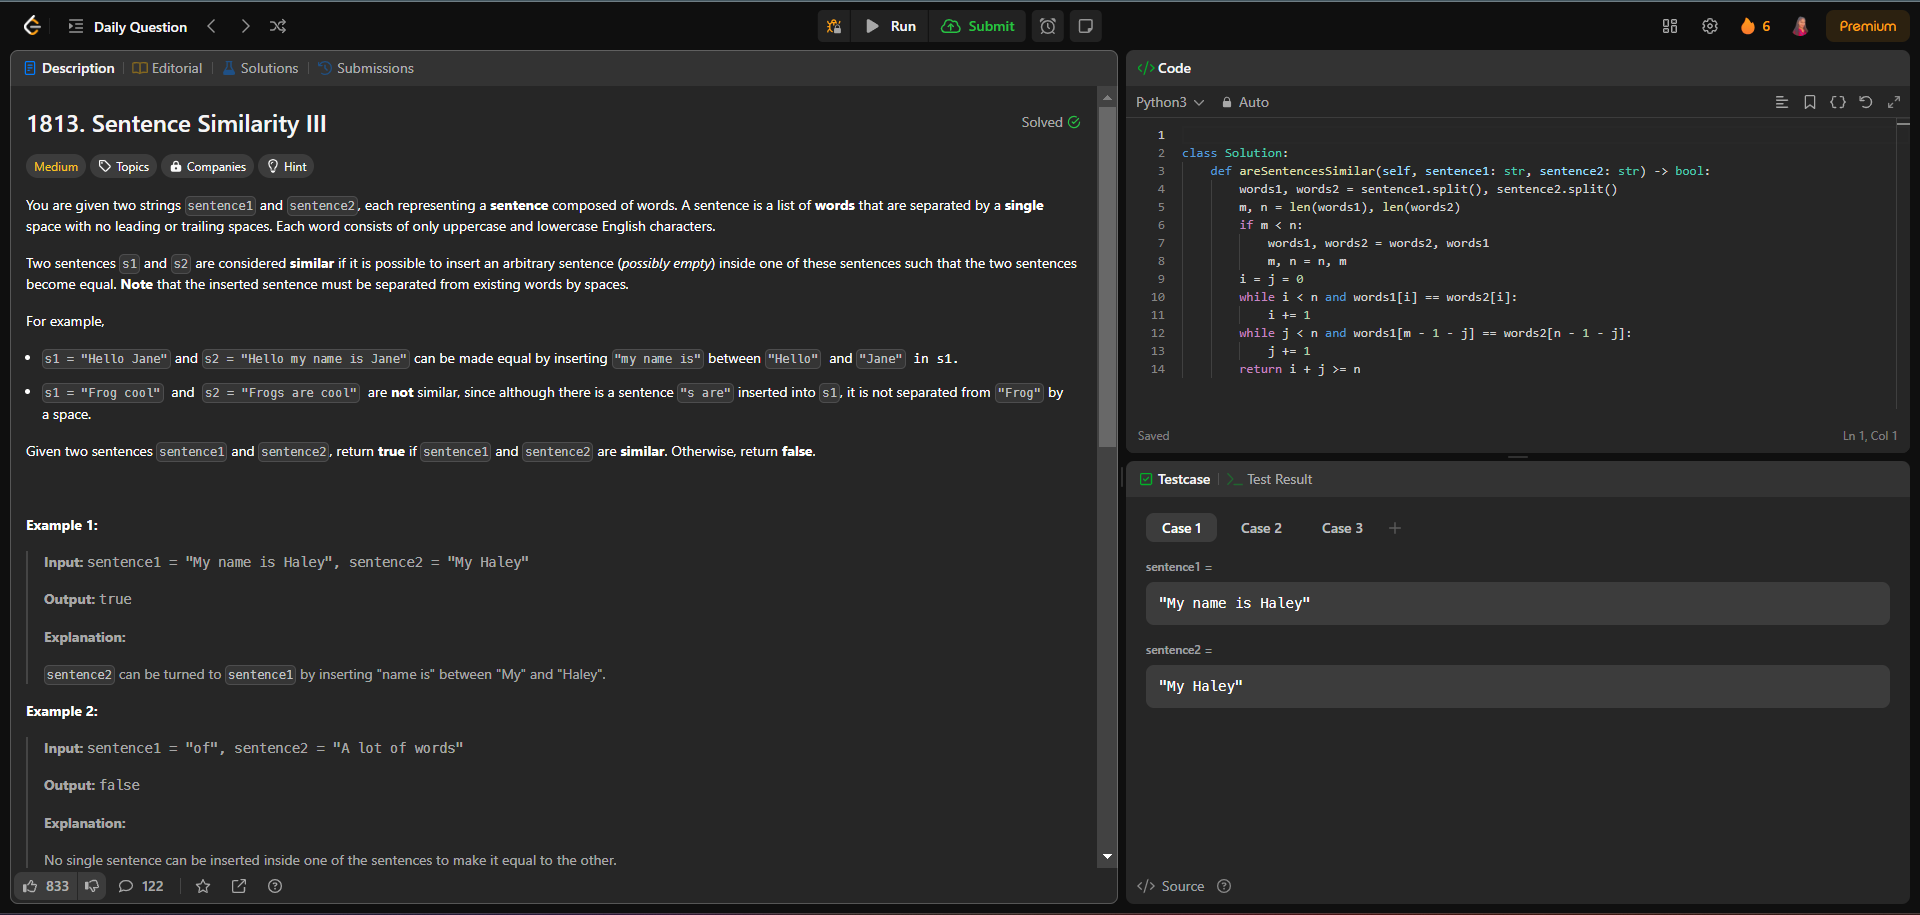 Daily Question
Run
Submit
6
Premium
Description
Editorial
Solutions
Submissions
1813. Sentence Similarity III
Solved
Medium
Topics
Companies
Hint
You are given two strings sentence1 and sentence2, each representing a sentence composed of words. A sentence is a list of words that are separated by a single
space with no leading or trailing spaces. Each word consists of only uppercase and lowercase English characters.
Two sentences s1 and s2 are considered similar if it is possible to insert an arbitrary sentence (possibly empty) inside one of these sentences such that the two sentences
become equal. Note that the inserted sentence must be separated from existing words by spaces.
For example,
• s1 = "Hello Jane" and s2 = "Hello my name is Jane" can be made equal by inserting "my name is" between "Hello" and "Jane" in s1.
• s1 = "Frog cool" and s2 = "Frogs are cool" are not similar, since although there is a sentence "s are" inserted into s1, it is not separated from "Frog" by
a space.
Given two sentences sentence1 and sentence2, return true if sentence1 and sentence2 are similar. Otherwise, return false.
Example 1:
Input: sentence1 = "My name is Haley", sentence2 = "My Haley"
Output: true
Explanation:
sentence2 can be turned to sentence1 by inserting "name is" between "My" and "Haley".
Example 2:
Input: sentence1 = "of", sentence2 = "A lot of words"
Output: false
Explanation:
No single sentence can be inserted inside one of the sentences to make it equal to the other.
833
122
Code
Python3
Auto
1
2 class Solution:
3 def areSentencesSimilar(self, sentence1: str, sentence2: str) -> bool:
4 words1, words2 = sentence1.split(), sentence2.split()
5 m, n = len(words1), len(words2)
6 if m < n:
7 words1, words2 = words2, words1
8 m, n = n, m
9 i = j = 0
10 while i < n and words1[i] == words2[i]:
11 i += 1
12 while j < n and words1[m - 1 - j] == words2[n - 1 - j]:
13 j += 1
14 return i + j >= n
Saved
Ln 1, Col 1
Testcase
Test Result
Case 1
Case 2
Case 3
sentence1 =
"My name is Haley"
sentence2 =
"My Haley"
Source